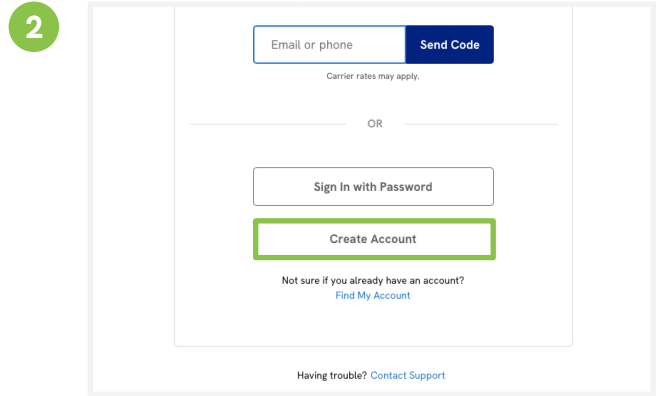 2
Email or phone Send Code
Carrier rates may apply.
OR
Sign In with Password
Create Account
Not sure if you already have an account?
Find My Account
Having trouble? Contact Support